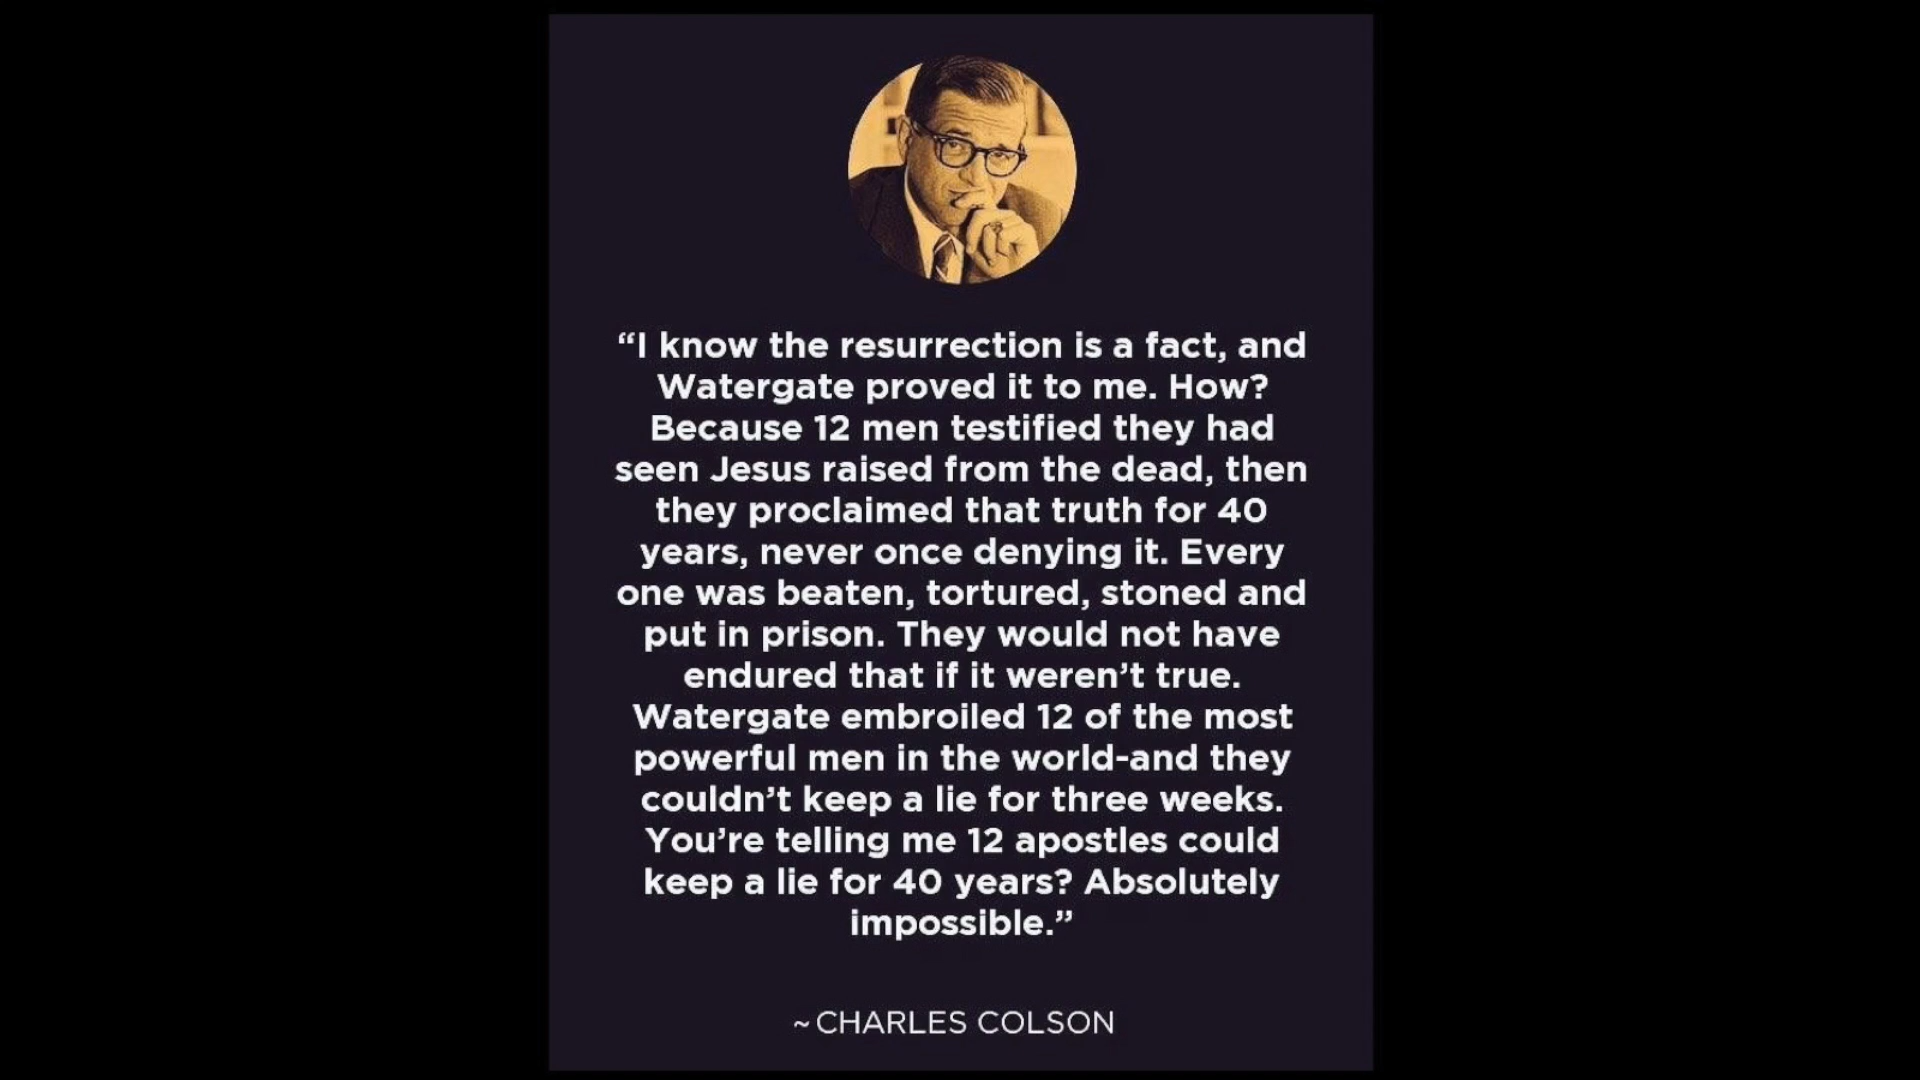 “I know the resurrection is a fact, and
Watergate proved it to me. How?
Because 12 men testified they had
seen Jesus raised from the dead, then
they proclaimed that truth for 40
years, never once denying it. Every
one was beaten, tortured, stoned and
put in prison. They would not have
endured that if it weren’t true.
Watergate embroiled 12 of the most
powerful men in the world-and they
couldn’t keep a lie for three weeks.
You’re telling me 12 apostles could
keep a lie for 40 years? Absolutely
impossible.”
~ CHARLES COLSON